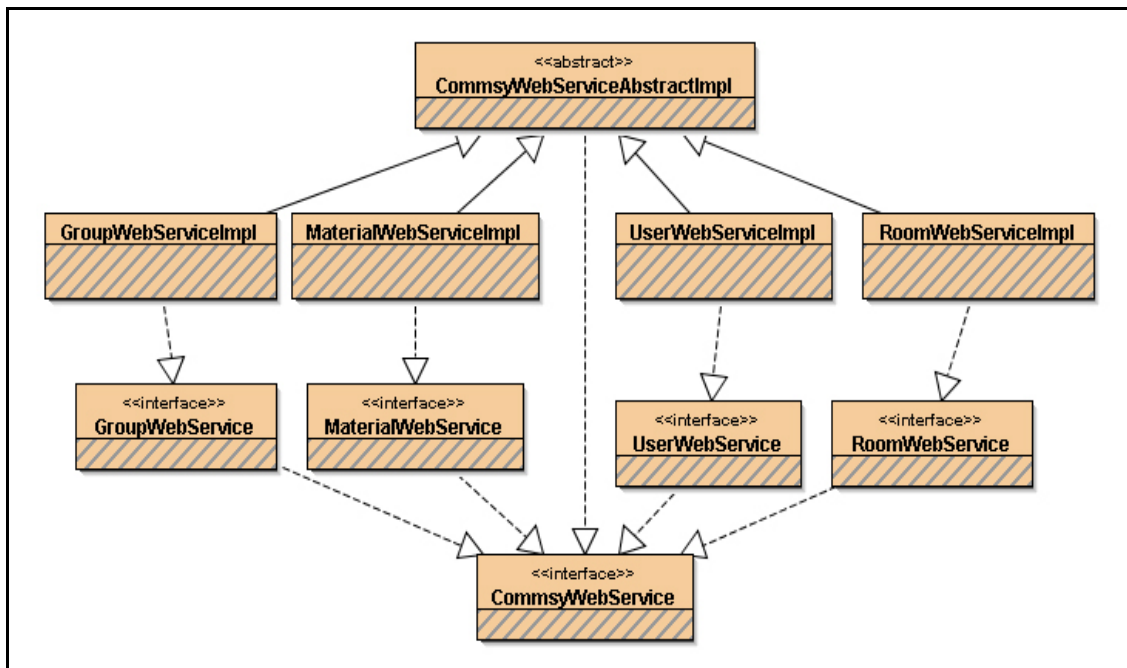 <<abstract>>
CommsyWebServiceAbstractImpl
GroupWebServiceImpl
MaterialWebServiceImpl
UserWebServiceImpl
RoomWebServiceImpl
<<interface>>
GroupWebService
<<interface>>
MaterialWebService
<<interface>>
UserWebService
<<interface>>
RoomWebService
<<interface>>
CommsyWebService